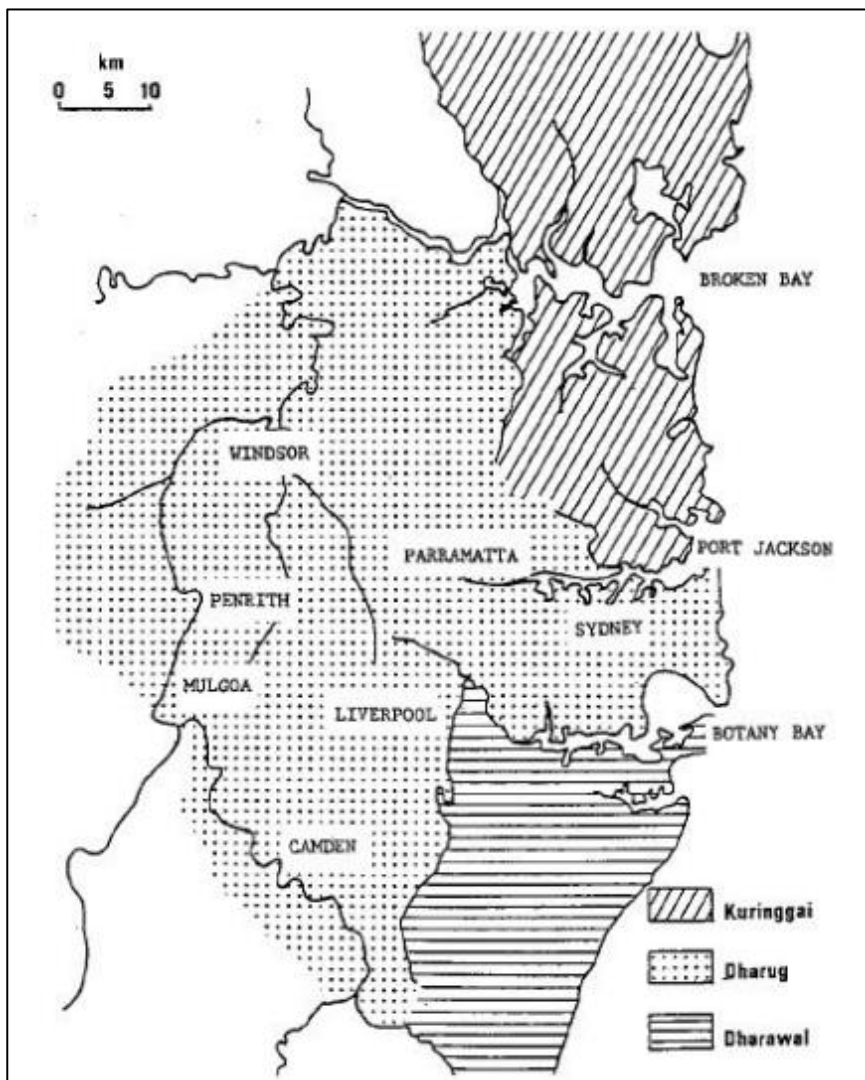 km
0 5 10
BROKEN BAY
WINDSOR
PARRAMATTA
PORT JACKSON
PENRITH
SYDNEY
MULGOA
LIVERPOOL
BOTANY BAY
CAMDEN
Kuringgai
Dharug
Dharawal